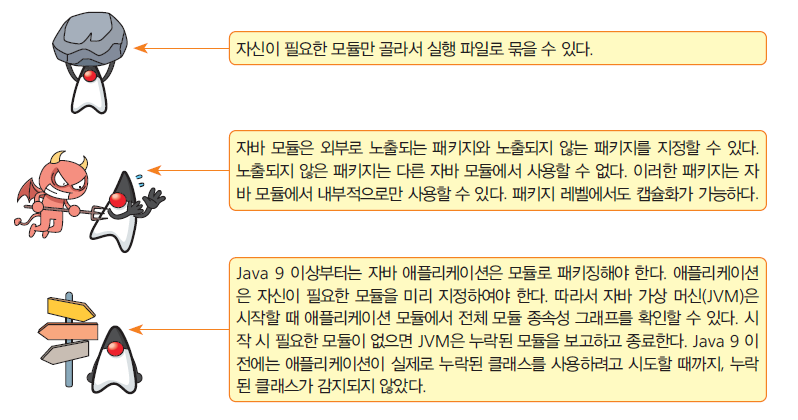 자신이 필요한 모듈만 골라서 실행 파일로 묶을 수 있다.
자바 모듈은 외부로 노출되는 패키지와 노출되지 않는 패키지를 지정할 수 있다.
노출되지 않은 패키지는 다른 자바 모듈에서 사용할 수 없다. 이러한 패키지는 자
바 모듈에서 내부적으로만 사용할 수 있다. 패키지 레벨에서도 캡슐화가 가능하다.
Java 9 이상부터는 자바 애플리케이션은 모듈로 패키징해야 한다. 애플리케이션
은 자신이 필요한 모듈을 미리 지정하여야 한다. 따라서 자바 가상 머신(JVM)은
시작할 때 애플리케이션 모듈에서 전체 모듈 종속성 그래프를 확인할 수 있다. 시
작 시 필요한 모듈이 없으면 JVM은 누락된 모듈을 보고하고 종료한다. Java 9 이
전에는 애플리케이션이 실제로 누락된 클래스를 사용하려고 시도할 때까지, 누락
된 클래스가 감지되지 않았다.